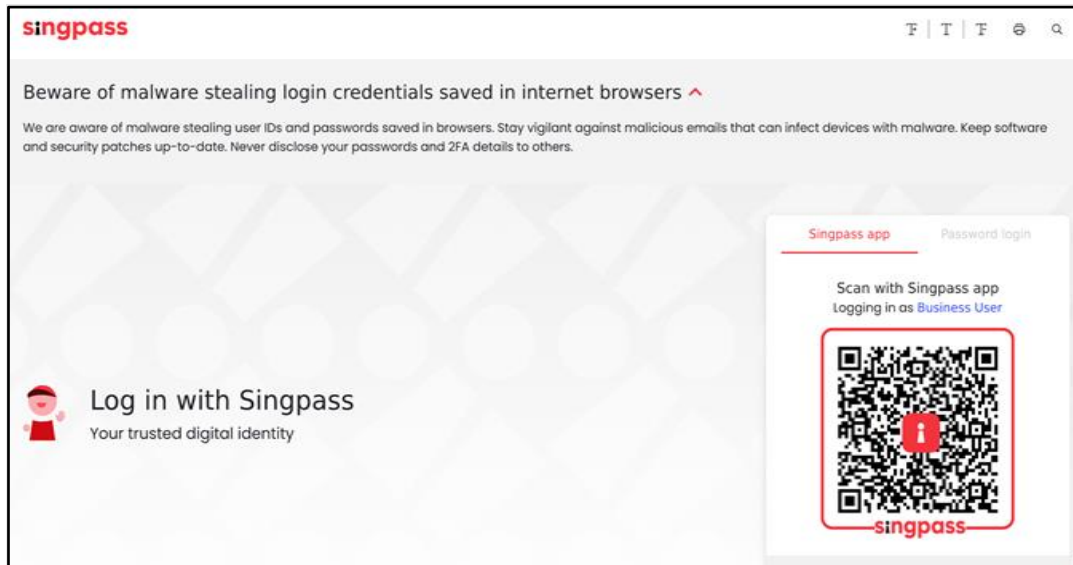 singpass
T T T
Beware of malware stealing login credentials saved in internet browsers
We are aware of malware stealing user IDs and passwords saved in browsers. Stay vigilant against malicious emails that can infect devices with malware. Keep software
and security patches up-to-date. Never disclose your passwords and 2FA details to others.
Singpass app Password login
Scan with Singpass app
Logging in as Business User
Log in with Singpass
Your trusted digital identity
singpass